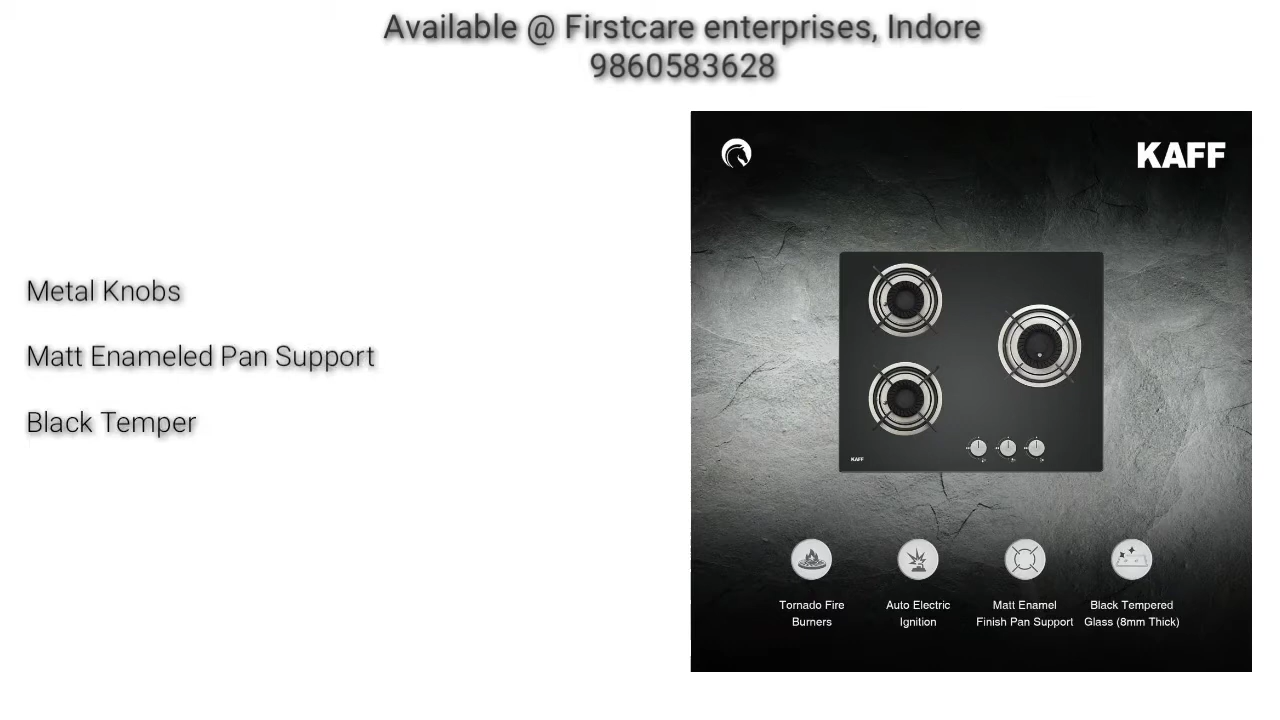 Available @ Firstcare enterprises, Indore
9860583628
Metal Knobs
Matt Enameled Pan Support
Black Temper
KAFF
KAFF
Tornado Fire
Burners
Auto Electric
Ignition
Matt Enamel
Finish Pan Support
Black Tempered
Glass (8mm Thick)